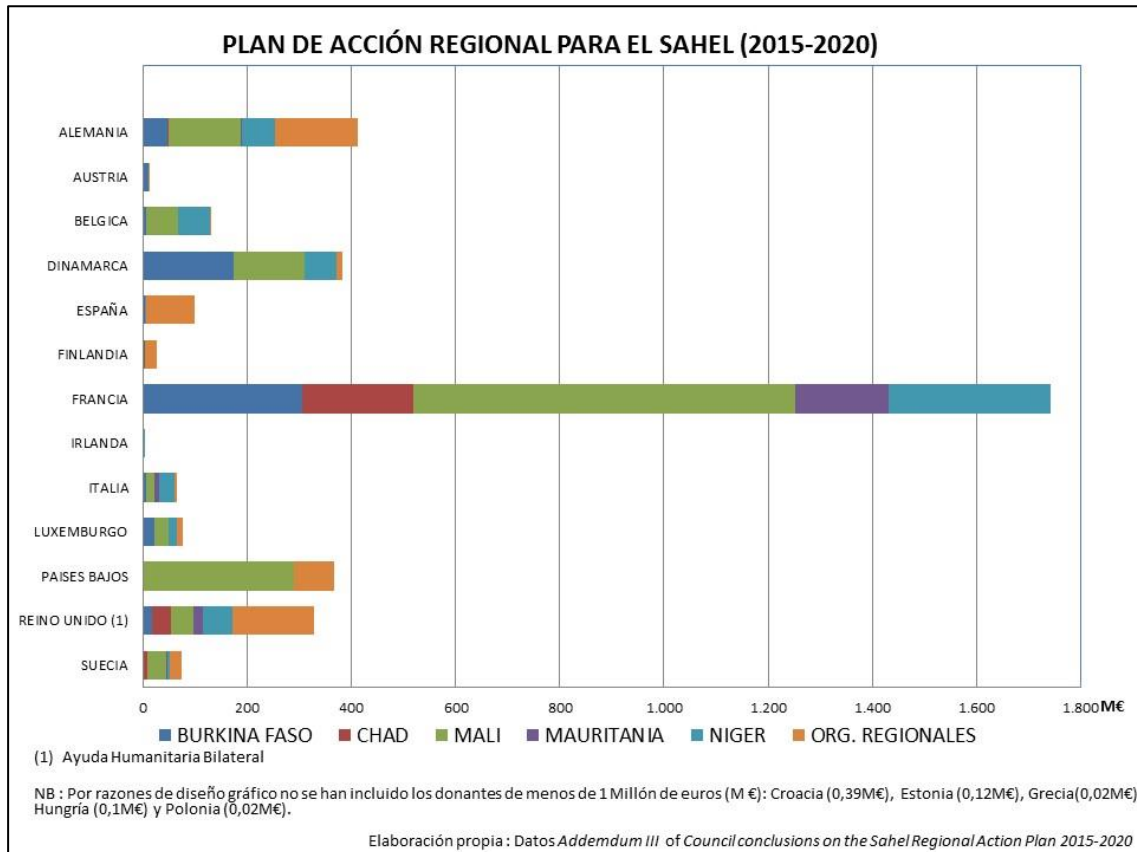 PLAN DE ACCIÓN REGIONAL PARA EL SAHEL (2015-2020)
ALEMANIA
AUSTRIA
BELGICA
DINAMARCA
ESPAÑA
FINLANDIA
FRANCIA
IRLANDA
ITALIA
LUXEMBURGO
PAISES BAJOS
REINO UNIDO (1)
SUECIA
0 200 400 600 800 1.000 1.200 1.400 1.600 1.800 M€
BURKINA FASO CHAD MALI MAURITANIA NIGER ORG. REGIONALES
(1) Ayuda Humanitaria Bilateral
NB : Por razones de diseño gráfico no se han incluido los donantes de menos de 1 Millón de euros (M €): Croacia (0,39M€), Estonia (0,12M€), Grecia(0,02M€)
Hungría (0,1M€) y Polonia (0,02M€).
Elaboración propia : Datos Addendum III of Council conclusions on the Sahel Regional Action Plan 2015-2020